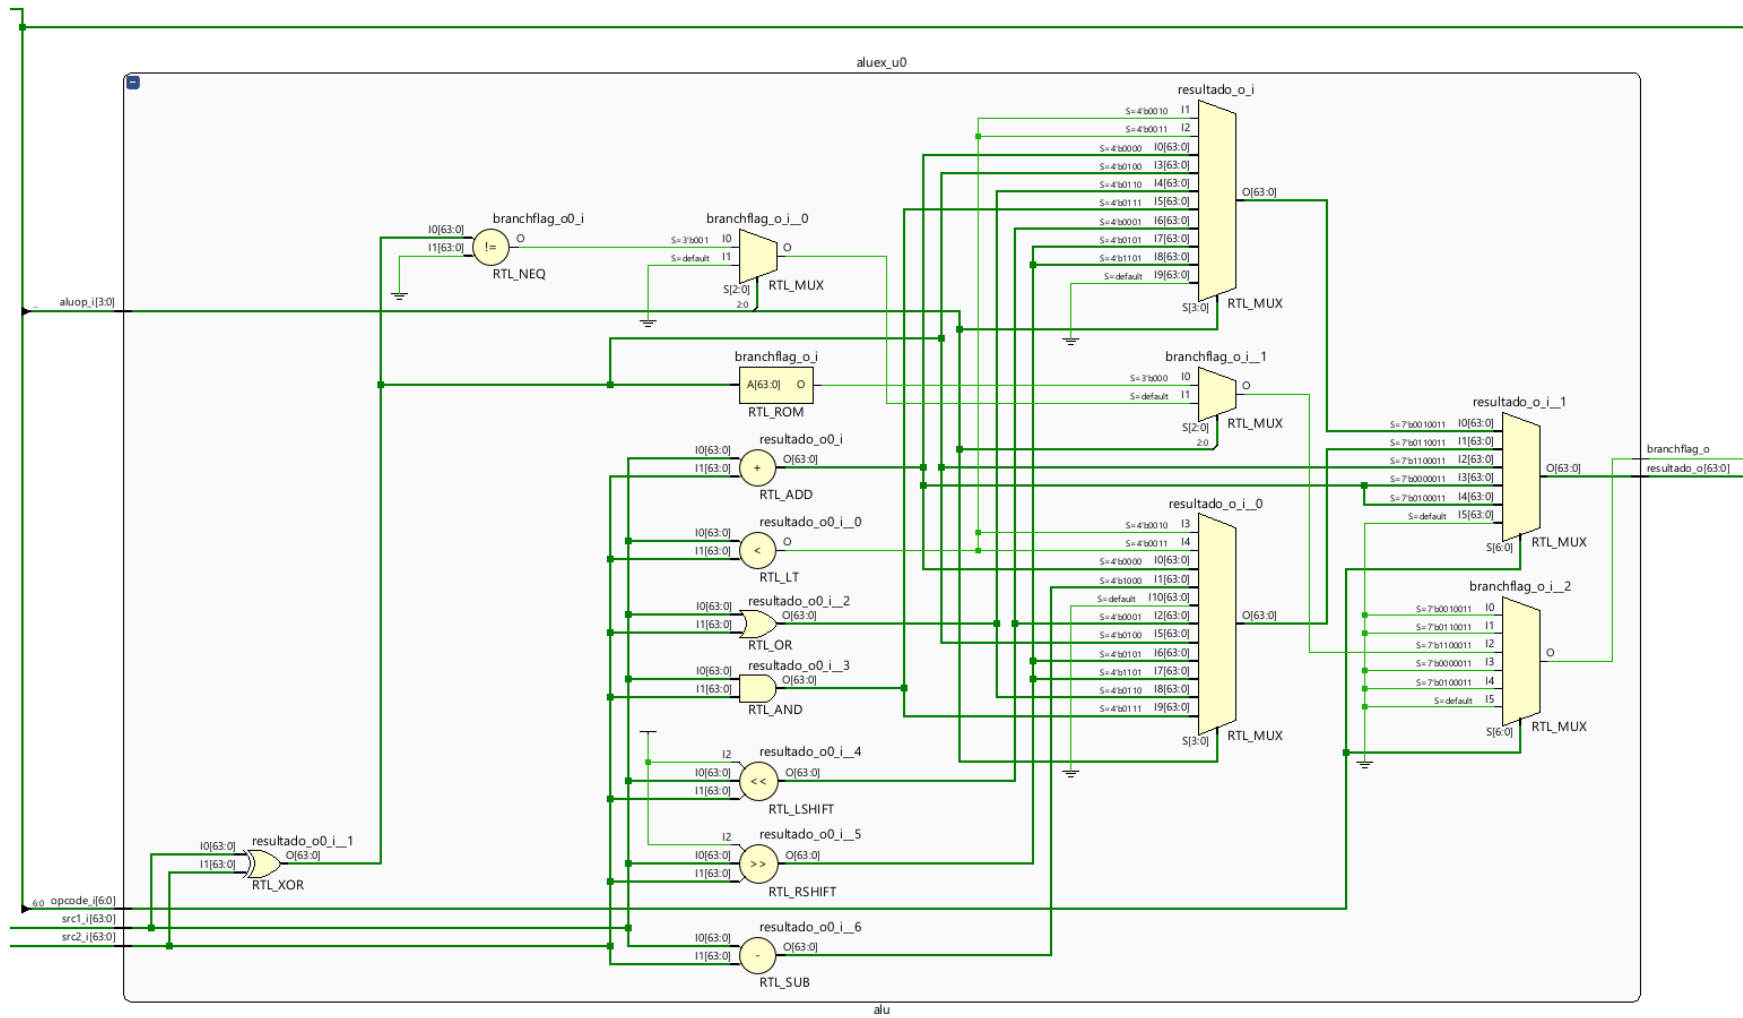 aluex_u0
resultado_o_i
S=4'b0010 I1
S=4'b0011 I2
S=4'b0000 I0[63:0]
S=4'b0100 I3[63:0]
S=4'b0110 I4[63:0]
S=4'b0111 I5[63:0]
S=4'b0001 I6[63:0]
S=4'b0101 I7[63:0]
S=4'b1101 I8[63:0]
S=default I9[63:0]
S[3:0]
O[63:0]
RTL_MUX
branchflag_o0_i
I0[63:0]
I1[63:0]
!=
O
RTL_NEQ
branchflag_o_i__0
S=3'b001 I0
S=default I1
S[2:0]
2:0
O
RTL_MUX
aluop_i[3:0]
branchflag_o_i
A[63:0] O
RTL_ROM
branchflag_o_i__1
S=3'b000 I0
S=default I1
S[2:0]
2:0
O
RTL_MUX
resultado_o0_i
I0[63:0]
I1[63:0]
+
O[63:0]
RTL_ADD
resultado_o0_i__0
I0[63:0]
I1[63:0]
<
O
RTL_LT
resultado_o0_i__2
I0[63:0]
I1[63:0]
O[63:0]
RTL_OR
resultado_o0_i__3
I0[63:0]
I1[63:0]
O[63:0]
RTL_AND
resultado_o0_i__4
I2
I0[63:0]
I1[63:0]
<<
O[63:0]
RTL_LSHIFT
resultado_o0_i__5
I2
I0[63:0]
I1[63:0]
>>
O[63:0]
RTL_RSHIFT
resultado_o0_i__6
I0[63:0]
I1[63:0]
-
O[63:0]
RTL_SUB
resultado_o0_i__1
I0[63:0]
I1[63:0]
O[63:0]
RTL_XOR
6:0 opcode_i[6:0]
src1_i[63:0]
src2_i[63:0]
resultado_o_i__0
S=4'b0010 I3
S=4'b0011 I4
S=4'b0000 I0[63:0]
S=4'b1000 I1[63:0]
S=default I10[63:0]
S=4'b0001 I2[63:0]
S=4'b0100 I5[63:0]
S=4'b0101 I6[63:0]
S=4'b1101 I7[63:0]
S=4'b0110 I8[63:0]
S=4'b0111 I9[63:0]
S[3:0]
O[63:0]
RTL_MUX
resultado_o_i__1
S=7'b0010011 I0[63:0]
S=7'b0110011 I1[63:0]
S=7'b1100011 I2[63:0]
S=7'b0000011 I3[63:0]
S=7'b0100011 I4[63:0]
S=default I5[63:0]
S[6:0]
O[63:0]
RTL_MUX
branchflag_o_i__2
S=7'b0010011 I0
S=7'b0110011 I1
S=7'b1100011 I2
S=7'b0000011 I3
S=7'b0100011 I4
S=default I5
S[6:0]
O
RTL_MUX
branchflag_o
resultado_o[63:0]
alu